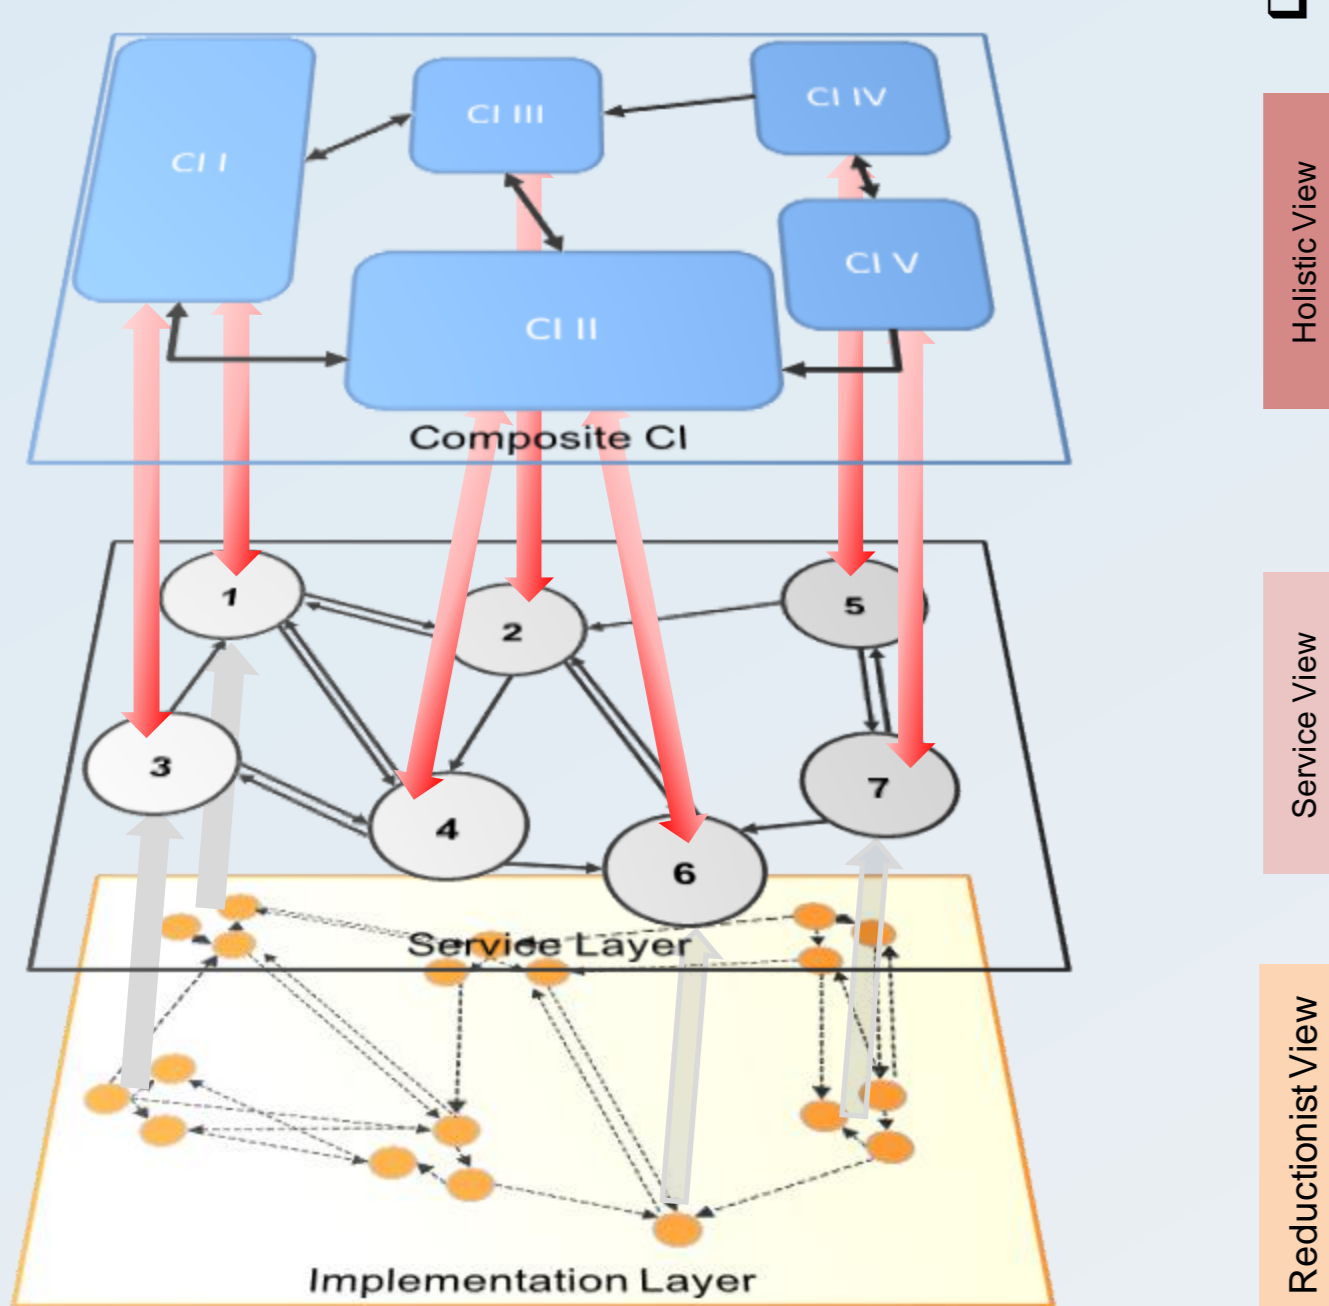 CI I
CI III
CI IV
CI V
CI II
Composite CI
Holistic View
1
2
5
3
4
7
6
Service Layer
Service View
Implementation Layer
Reductionist View